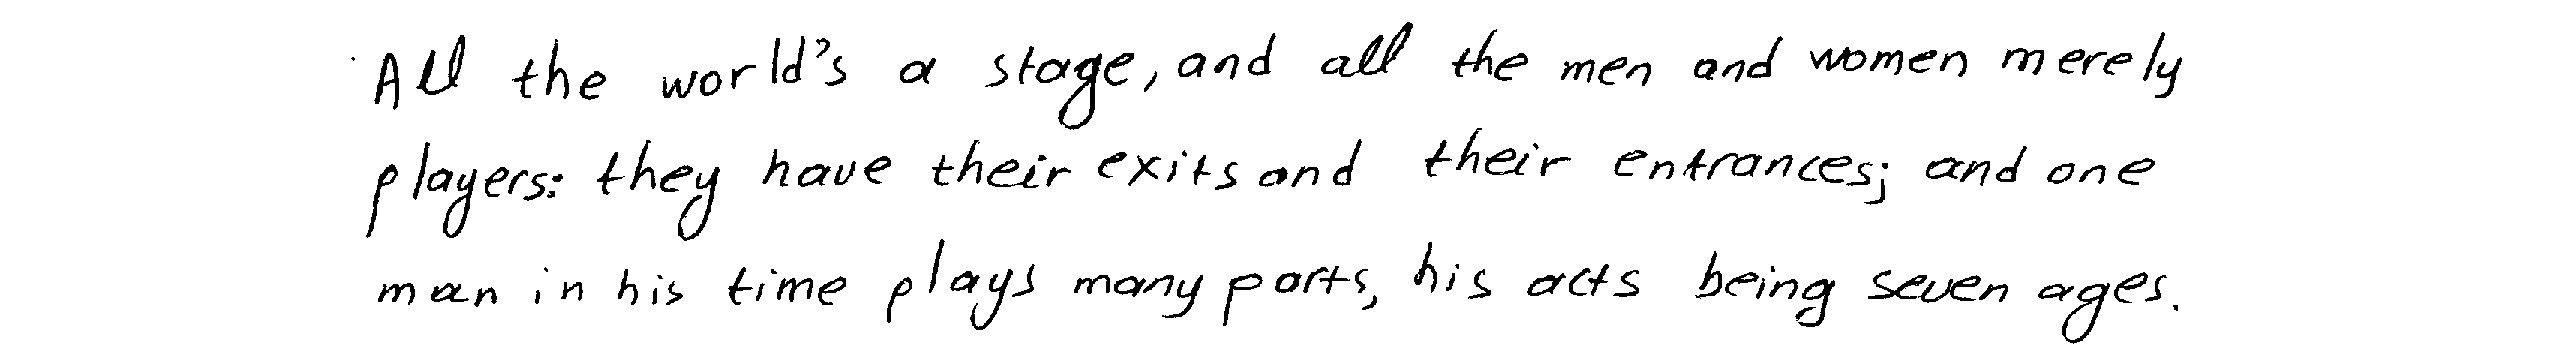 All the world's a stage, and all the men and women merely
players: they have their exits and their entrances; and one
man in his time plays many parts, his acts being seven ages.